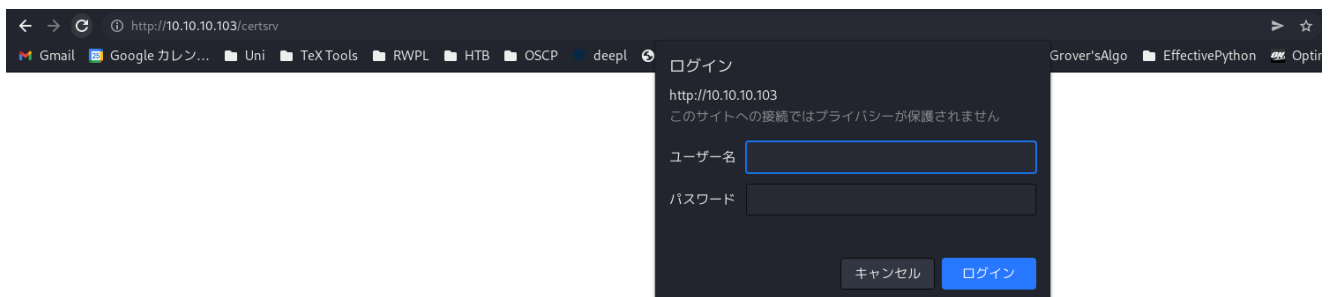 http://10.10.10.103/certsrv
Gmail Google カレン... Uni TeX Tools RWPL HTB OSCP deepl Grover'sAlgo EffectivePython Optin
ログイン
http://10.10.10.103
このサイトへの接続ではプライバシーが保護されません
ユーザー名
パスワード
キャンセル ログイン